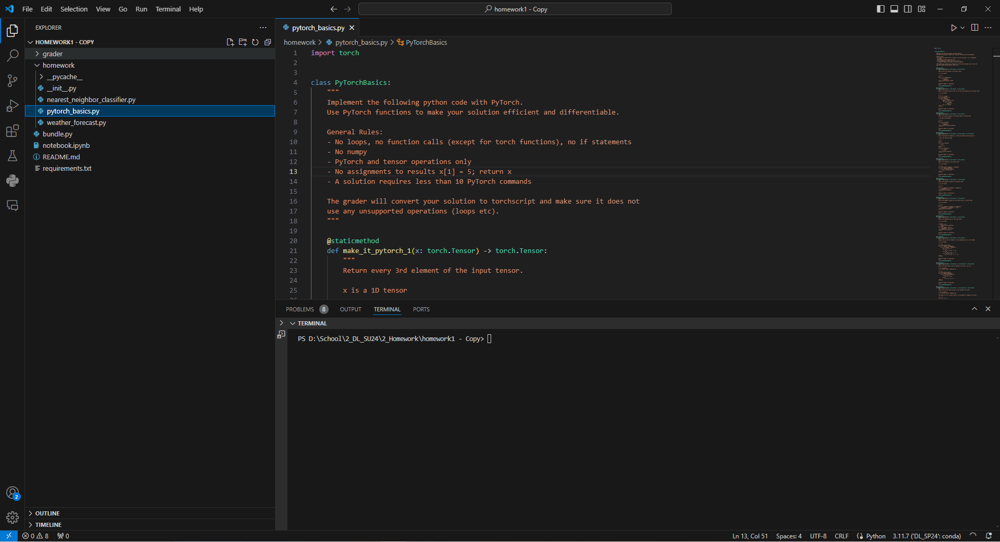 File Edit Selection View Go Run Terminal Help
homework1 - Copy
EXPLORER
HOMEWORK1 - COPY
grader
homework
__pycache__
__init__.py
nearest_neighbor_classifier.py
pytorch_basics.py
weather_forecast.py
bundle.py
notebook.ipynb
README.md
requirements.txt
OUTLINE
TIMELINE
2
pytorch_basics.py
homework > pytorch_basics.py > PyTorchBasics
1 import torch
2
3
4 class PyTorchBasics:
5 """
6 Implement the following python code with PyTorch.
7 Use PyTorch functions to make your solution efficient and differentiable.
8
9 General Rules:
10 - No loops, no function calls (except for torch functions), no if statements
11 - No numpy
12 - PyTorch and tensor operations only
13 - No assignments to results x[1] = 5; return x
14 - A solution requires less than 10 PyTorch commands
15
16 The grader will convert your solution to torchscript and make sure it does not
17 use any unsupported operations (loops etc).
18 """
19
20 @staticmethod
21 def make_it_pytorch_1(x: torch.Tensor) -> torch.Tensor:
22 """
23 Return every 3rd element of the input tensor.
24
25 x is a 1D tensor
PROBLEMS 8 OUTPUT TERMINAL PORTS
TERMINAL
PS D:\School\2_DL_SU24\2_Homework\homework1 - Copy>
0 8 0
Ln 13, Col 51 Spaces: 4 UTF-8 CRLF Python 3.11.7 ('DL_SP24': conda)